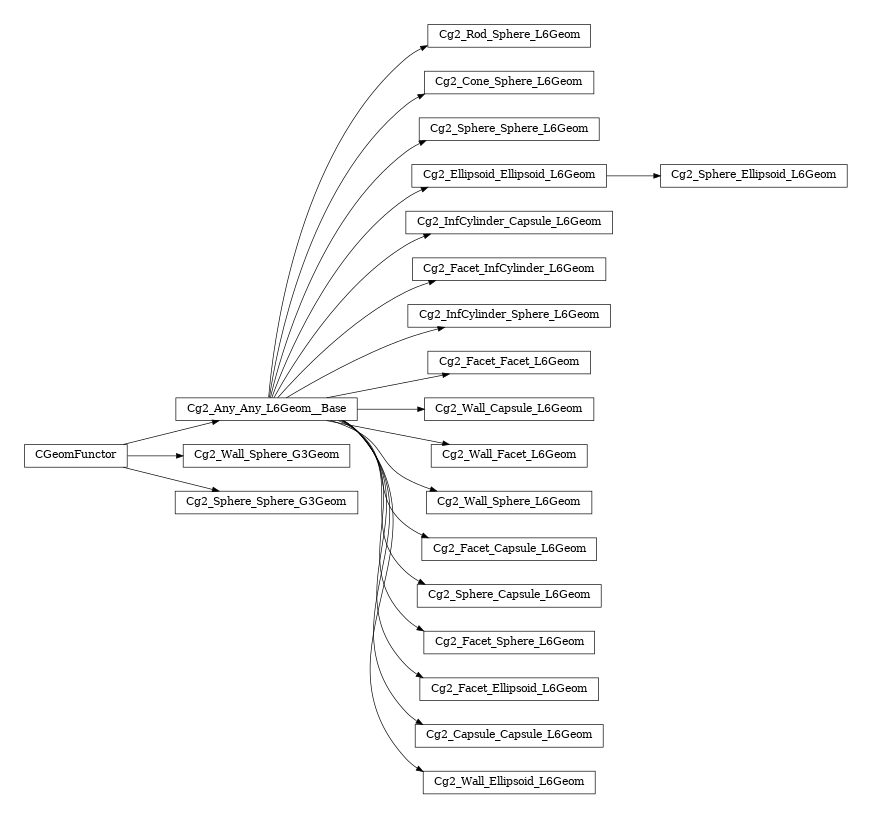 Cg2_Rod_Sphere_L6Geom
Cg2_Cone_Sphere_L6Geom
Cg2_Sphere_Sphere_L6Geom
Cg2_Ellipsoid_Ellipsoid_L6Geom
Cg2_Sphere_Ellipsoid_L6Geom
Cg2_InfCylinder_Capsule_L6Geom
Cg2_Facet_InfCylinder_L6Geom
Cg2_InfCylinder_Sphere_L6Geom
Cg2_Facet_Facet_L6Geom
Cg2_Any_Any_L6Geom__Base
Cg2_Wall_Capsule_L6Geom
CGeomFunctor
Cg2_Wall_Sphere_G3Geom
Cg2_Wall_Facet_L6Geom
Cg2_Sphere_Sphere_G3Geom
Cg2_Wall_Sphere_L6Geom
Cg2_Facet_Capsule_L6Geom
Cg2_Sphere_Capsule_L6Geom
Cg2_Facet_Sphere_L6Geom
Cg2_Facet_Ellipsoid_L6Geom
Cg2_Capsule_Capsule_L6Geom
Cg2_Wall_Ellipsoid_L6Geom